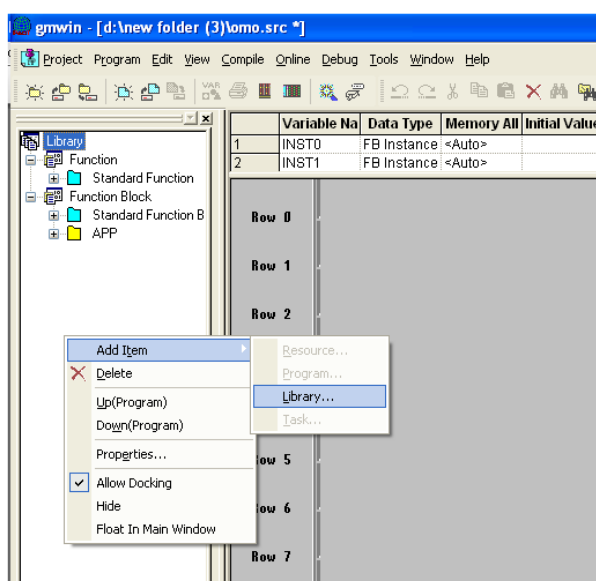 gmwin - [d:\new folder (3)\omo.src *]
Project Program Edit View Compile Online Debug Tools Window Help
VAR
Variable Na Data Type Memory All Initial Value
1 INST0 FB Instance <Auto>
2 INST1 FB Instance <Auto>
Library
Function
Standard Function
Function Block
Standard Function B
APP
Row 0
Row 1
Row 2
Add Item
Delete
Up(Program)
Down(Program)
Properties...
Allow Docking
Hide
Float In Main Window
Resource...
Program...
Library...
Task...
Row 5
Row 6
Row 7